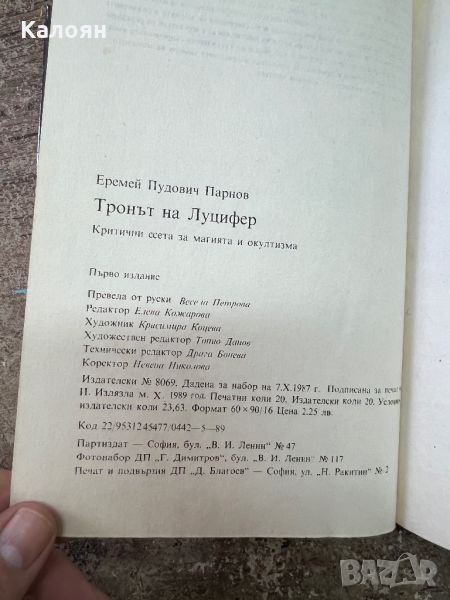 Калоян
Еремей Пудович Парнов
Тронът на Луцифер
Критични есета за магията и окултизма
Първо издание
Превела от руски Весела Петрова
Редактор Елена Кожарова
Художник Красимира Коцева
Художествен редактор Тотю Данов
Технически редактор Драга Бонева
Коректор Невена Николова
Издателски № 8069. Дадена за набор на 7.X.1987 г. Подписана за печат
II. Излязла м. X. 1989 год. Печатни коли 20. Издателски коли 20. Условно
издателски коли 23,63. Формат 60×90/16 Цена 2.25 лв.
Код 22/9531245477/0442—5—89
Партиздат — София, бул. „В. И. Ленин" № 47
Фотонабор ДП „Г. Димитров", бул. „В. И. Ленин" № 117
Печат и подвързия ДП „Д. Благоев" — София, ул. „Н. Ракитин" № 2
BAZAR